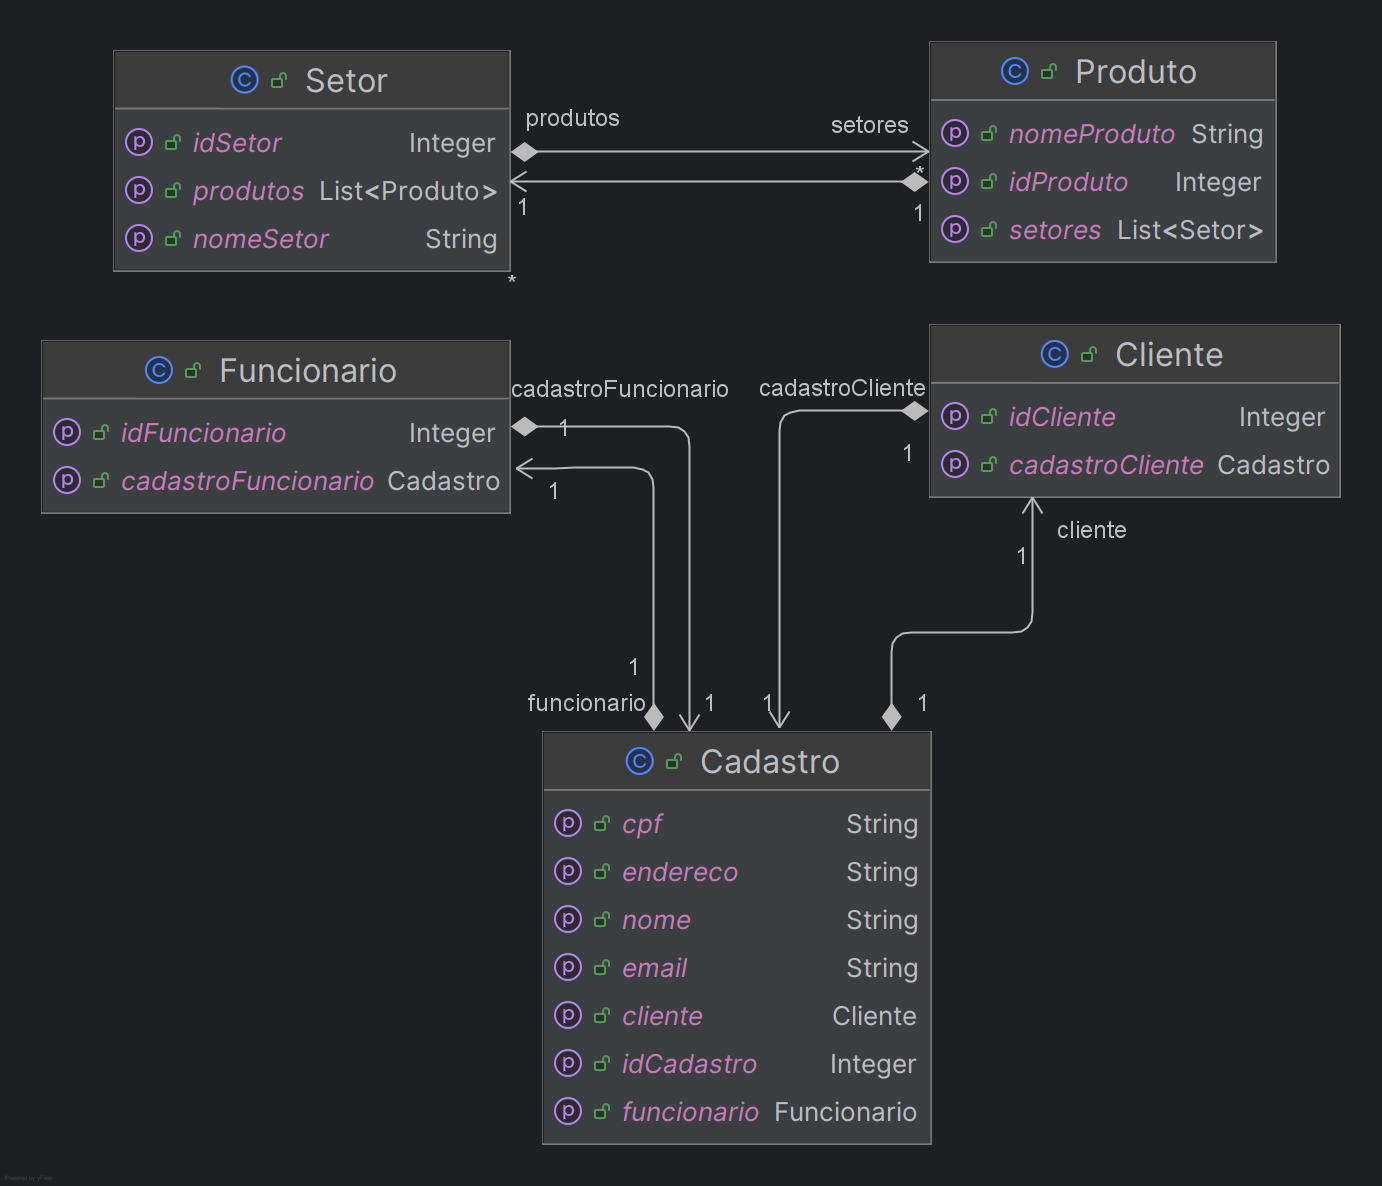 C Setor
p idSetor Integer
p produtos List<Produto>
p nomeSetor String
produtos
setores
*
1
1
*
C Produto
p nomeProduto String
p idProduto Integer
p setores List<Setor>
C Funcionario
p idFuncionario Integer
p cadastroFuncionario Cadastro
cadastroFuncionario
1
1
cadastroCliente
1
C Cliente
p idCliente Integer
p cadastroCliente Cadastro
cliente
1
1
funcionario
1
1
1
C Cadastro
p cpf String
p endereco String
p nome String
p email String
p cliente Cliente
p idCadastro Integer
p funcionario Funcionario
Powered by yFiles